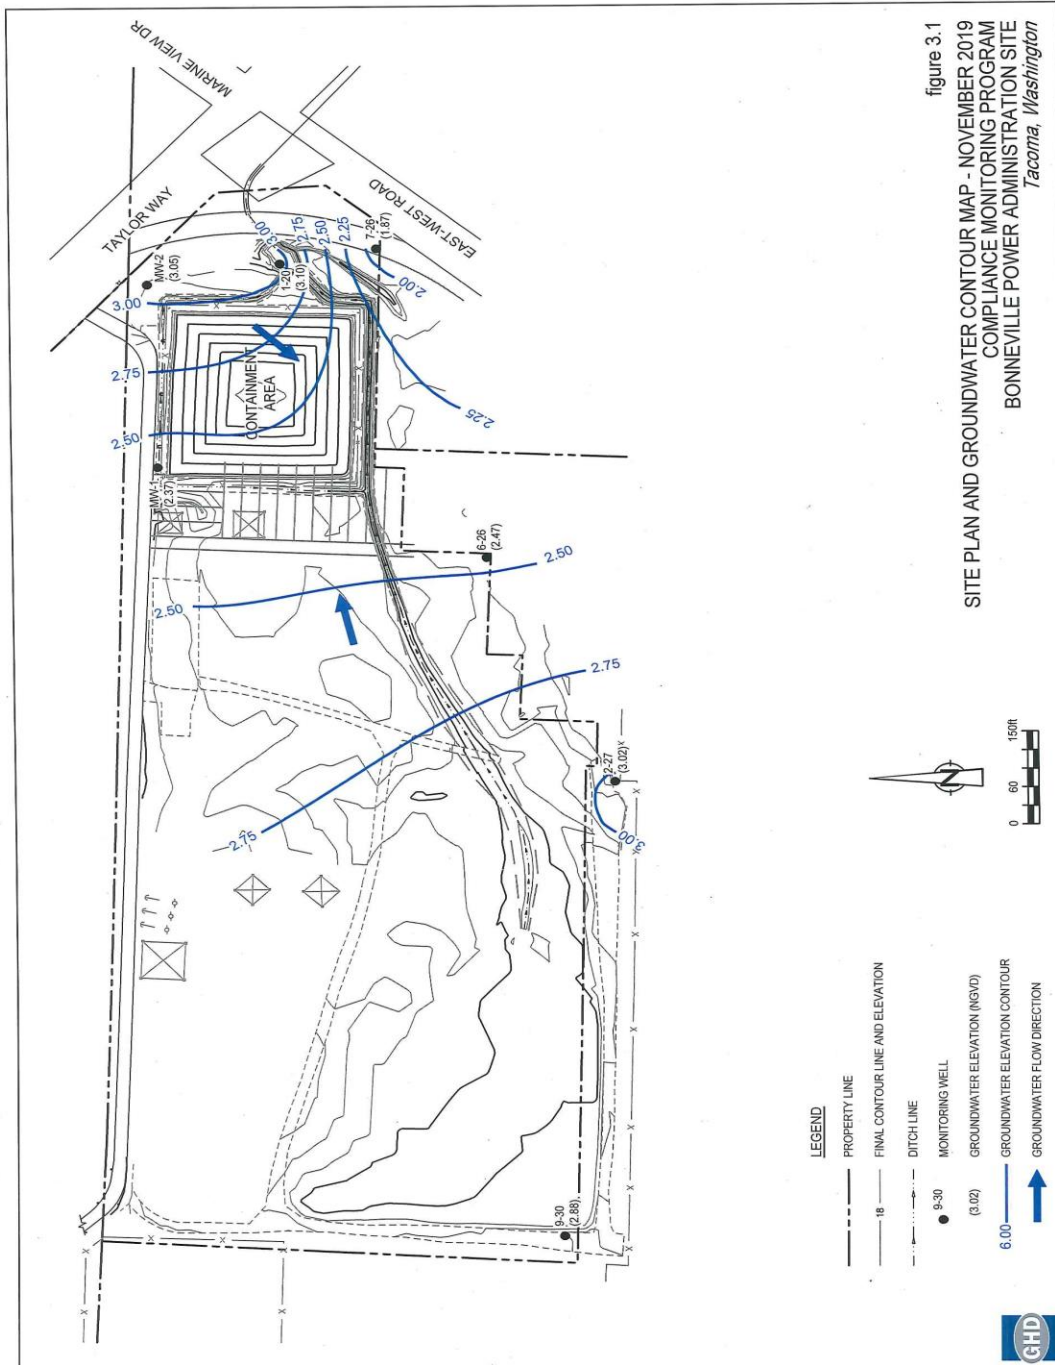 MARINE VIEW DR
TAYLOR WAY
EAST-WEST ROAD
MW-2
(3.05)
3.00
3.00
2.75
2.50
2.25
7-26
(1.87)
2.00
1-20
(3.10)
2.75
CONTAINMENT
AREA
2.50
2.25
MW-1
(2.37)
6-26
(2.47)
2.50
2.50
2.75
2.75
2-27
(3.02)
3.00
9-30
(2.88)
figure 3.1
SITE PLAN AND GROUNDWATER CONTOUR MAP - NOVEMBER 2019
COMPLIANCE MONITORING PROGRAM
BONNEVILLE POWER ADMINISTRATION SITE
Tacoma, Washington
N
0 60 150ft
LEGEND
PROPERTY LINE
18 FINAL CONTOUR LINE AND ELEVATION
DITCH LINE
9-30 MONITORING WELL
(3.02) GROUNDWATER ELEVATION (NGVD)
6.00 GROUNDWATER ELEVATION CONTOUR
GROUNDWATER FLOW DIRECTION
GHD